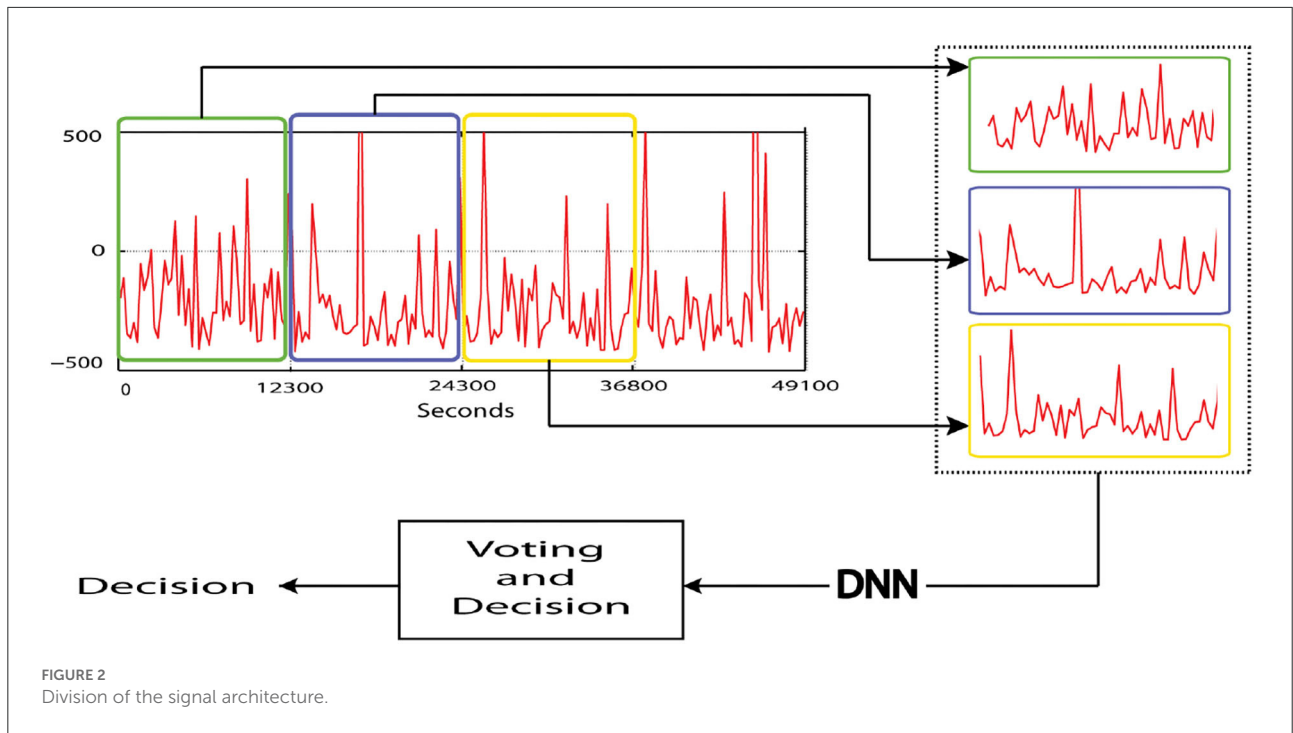 500
0
−500
0 12300 24300 36800 49100
Seconds
Voting
and
Decision
Decision
DNN
FIGURE 2
Division of the signal architecture.